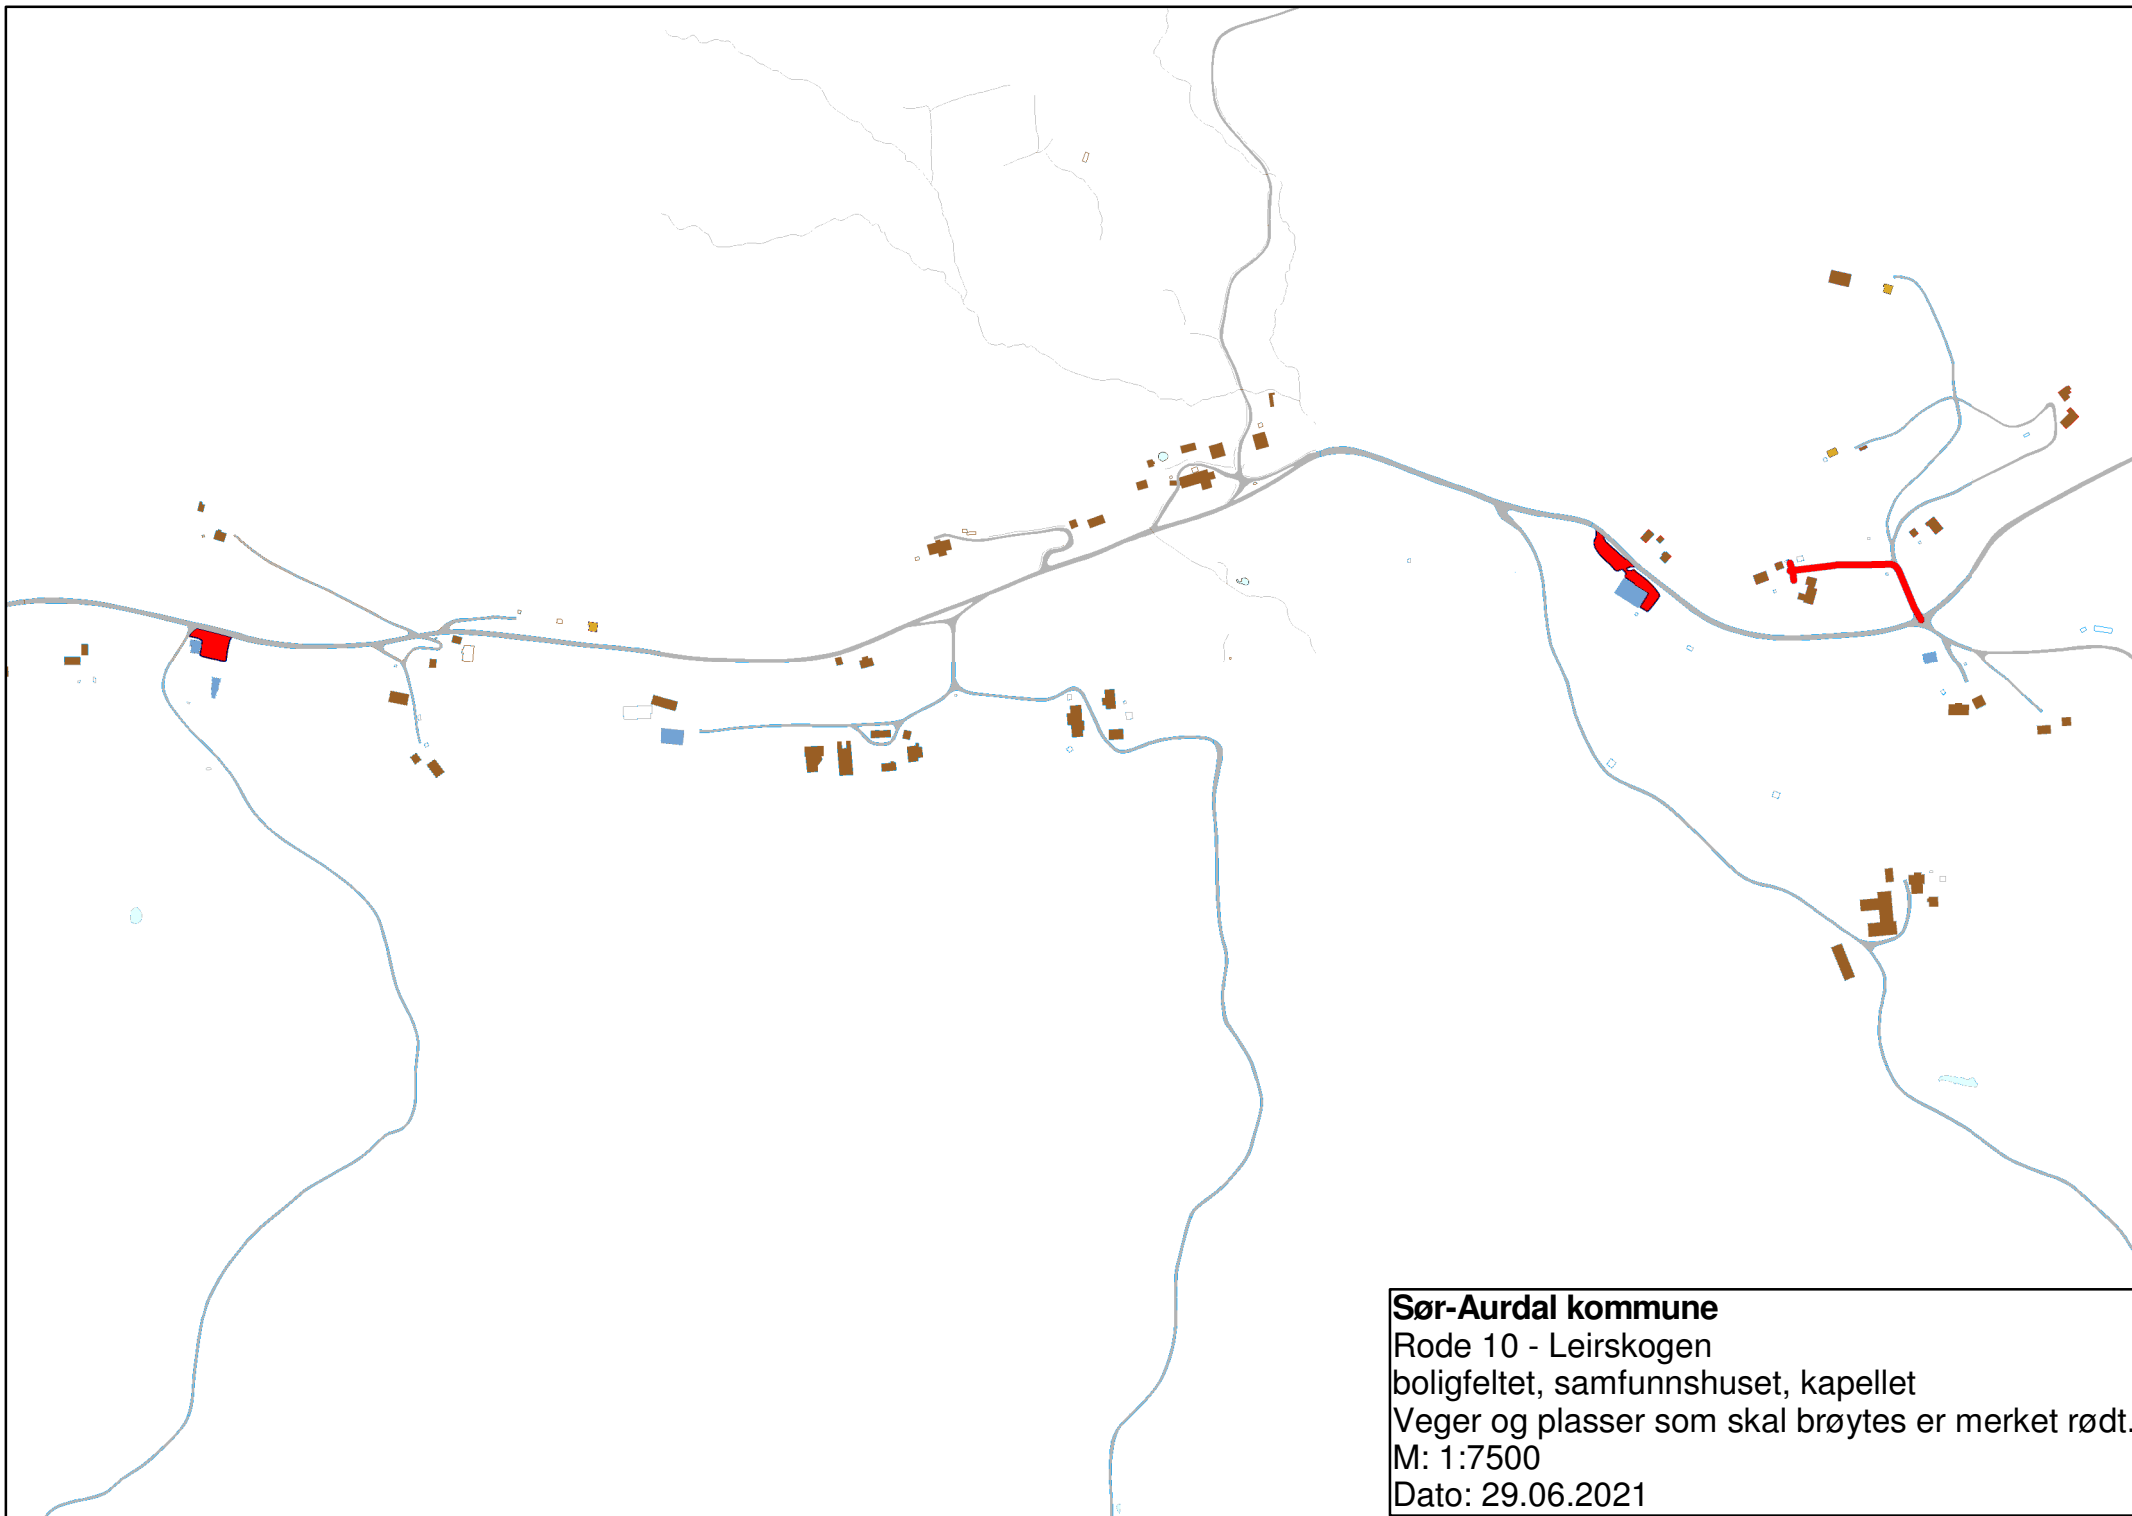 Sør-Aurdal kommune
Rode 10 - Leirskogen
boligfeltet, samfunnshuset, kapellet
Veger og plasser som skal brøytes er merket rødt.
M: 1:7500
Dato: 29.06.2021